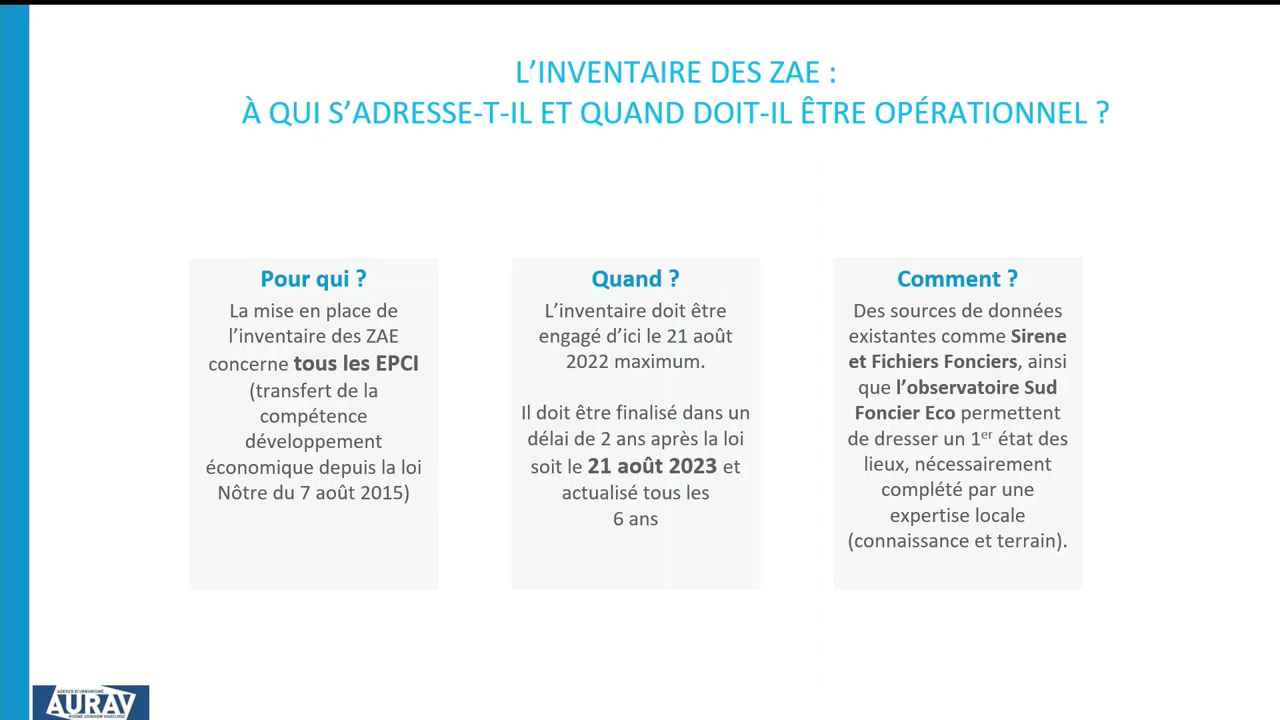 L’INVENTAIRE DES ZAE :
À QUI S’ADRESSE-T-IL ET QUAND DOIT-IL ÊTRE OPÉRATIONNEL ?
Pour qui ?
La mise en place de
l’inventaire des ZAE
concerne tous les EPCI
(transfert de la
compétence
développement
économique depuis la loi
Nôtre du 7 août 2015)
Quand ?
L’inventaire doit être
engagé d’ici le 21 août
2022 maximum.
Il doit être finalisé dans un
délai de 2 ans après la loi
soit le 21 août 2023 et
actualisé tous les
6 ans
Comment ?
Des sources de données
existantes comme Sirene
et Fichiers Fonciers, ainsi
que l’observatoire Sud
Foncier Eco permettent
de dresser un 1er état des
lieux, nécessairement
complété par une
expertise locale
(connaissance et terrain).
AGENCE D'URBANISME
AURAV
RHÔNE AVIGNON VAUCLUSE